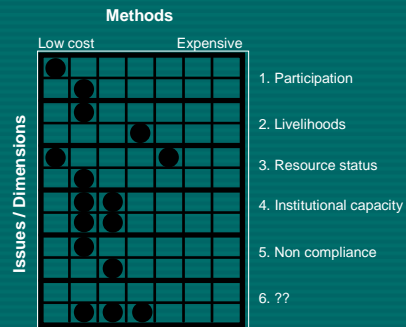 Methods
Low cost Expensive
Issues / Dimensions
1. Participation
2. Livelihoods
3. Resource status
4. Institutional capacity
5. Non compliance
6. ??